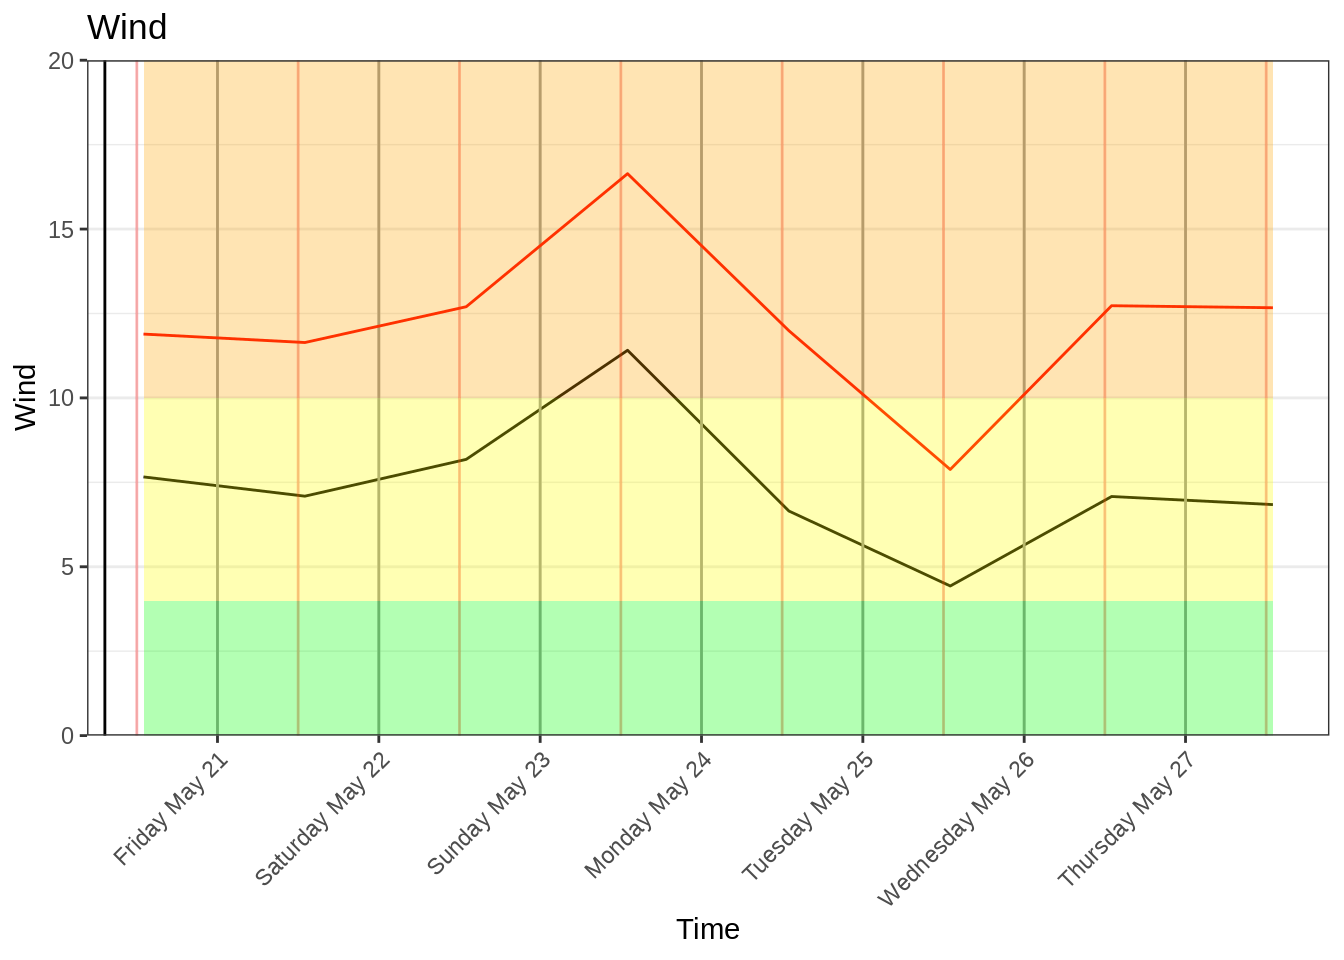 Wind
20
15
10
5
0
Wind
Friday May 21
Saturday May 22
Sunday May 23
Monday May 24
Tuesday May 25
Wednesday May 26
Thursday May 27
Time